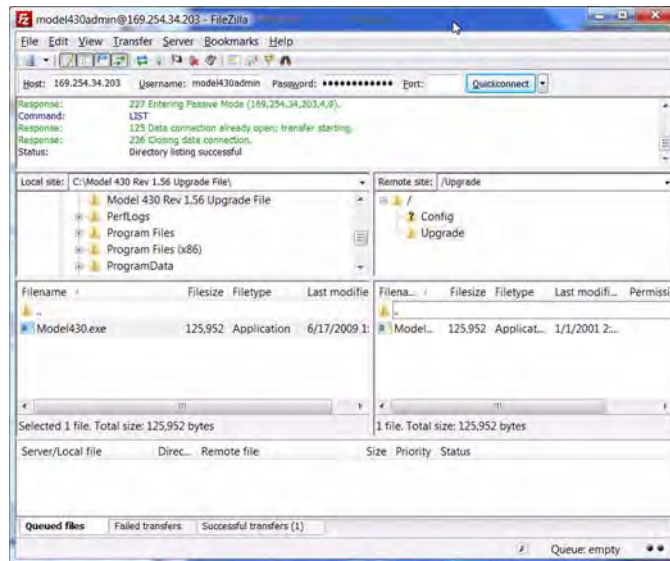 model430admin@169.254.34.203 - FileZilla
File Edit View Transfer Server Bookmarks Help
Host: 169.254.34.203 Username: model430admin Password: ●●●●●●●●●●●●● Port: Quickconnect
Response: 227 Entering Passive Mode (169,254,34,203,4,9).
Command: LIST
Response: 125 Data connection already open; transfer starting.
Response: 226 Closing data connection.
Status: Directory listing successful
Local site: C:\Model 430 Rev 1.56 Upgrade File\ Remote site: /Upgrade
Model 430 Rev 1.56 Upgrade File /
PerfLogs ? Config
Program Files Upgrade
Program Files (x86)
ProgramData
Filename Filesize Filetype Last modifie Filena... Filesize Filetype Last modifi... Permissi
.. ..
Model430.exe 125,952 Application 6/17/2009 1: Model... 125,952 Applicat... 1/1/2001 2:...
Selected 1 file. Total size: 125,952 bytes 1 file. Total size: 125,952 bytes
Server/Local file Direc... Remote file Size Priority Status
Queued files Failed transfers Successful transfers (1)
Queue: empty